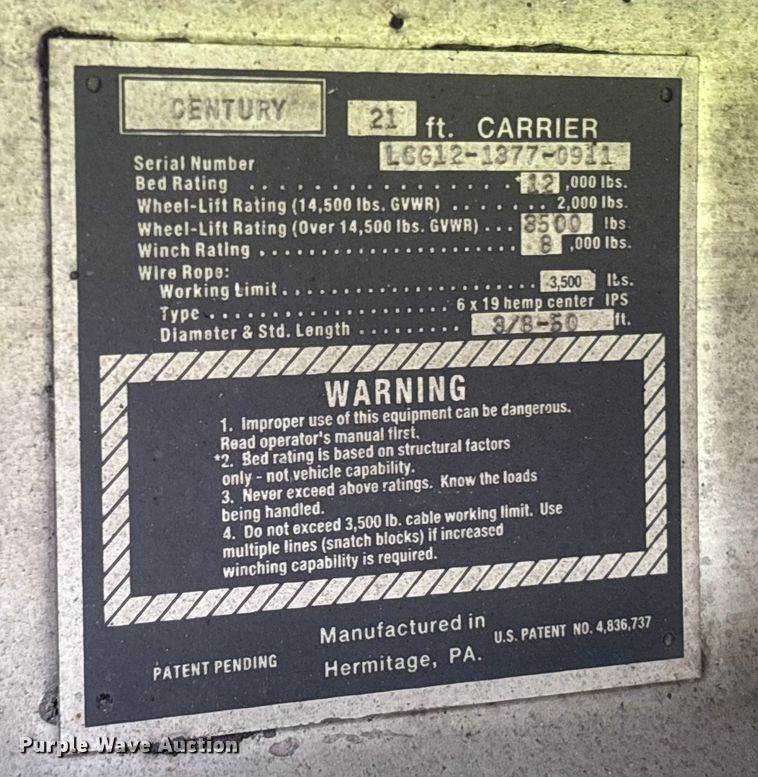 CENTURY 21 ft. CARRIER
Serial Number LCG12-1377-0911
Bed Rating . . . . . . . . . . . . . . . . . . . . *12 ,000 lbs.
Wheel-Lift Rating (14,500 lbs. GVWR) . . . . . . . . 2,000 lbs.
Wheel-Lift Rating (Over 14,500 lbs. GVWR) . . . 3500 lbs.
Winch Rating . . . . . . . . . . . . . . . . . . . . . 8 ,000 lbs.
Wire Rope:
Working Limit . . . . . . . . . . . . . . . . . . . . 3,500 lbs.
Type . . . . . . . . . . . . . . . . . . . 6 x 19 hemp center IPS
Diameter & Std. Length . . . . . . . . . 3/8-50 ft.
WARNING
1. Improper use of this equipment can be dangerous.
Read operator's manual first.
*2. Bed rating is based on structural factors
only - not vehicle capability.
3. Never exceed above ratings. Know the loads
being handled.
4. Do not exceed 3,500 lb. cable working limit. Use
multiple lines (snatch blocks) if increased
winching capability is required.
PATENT PENDING
Manufactured in
Hermitage, PA.
U.S. PATENT NO. 4,836,737
Purple Wave Auction